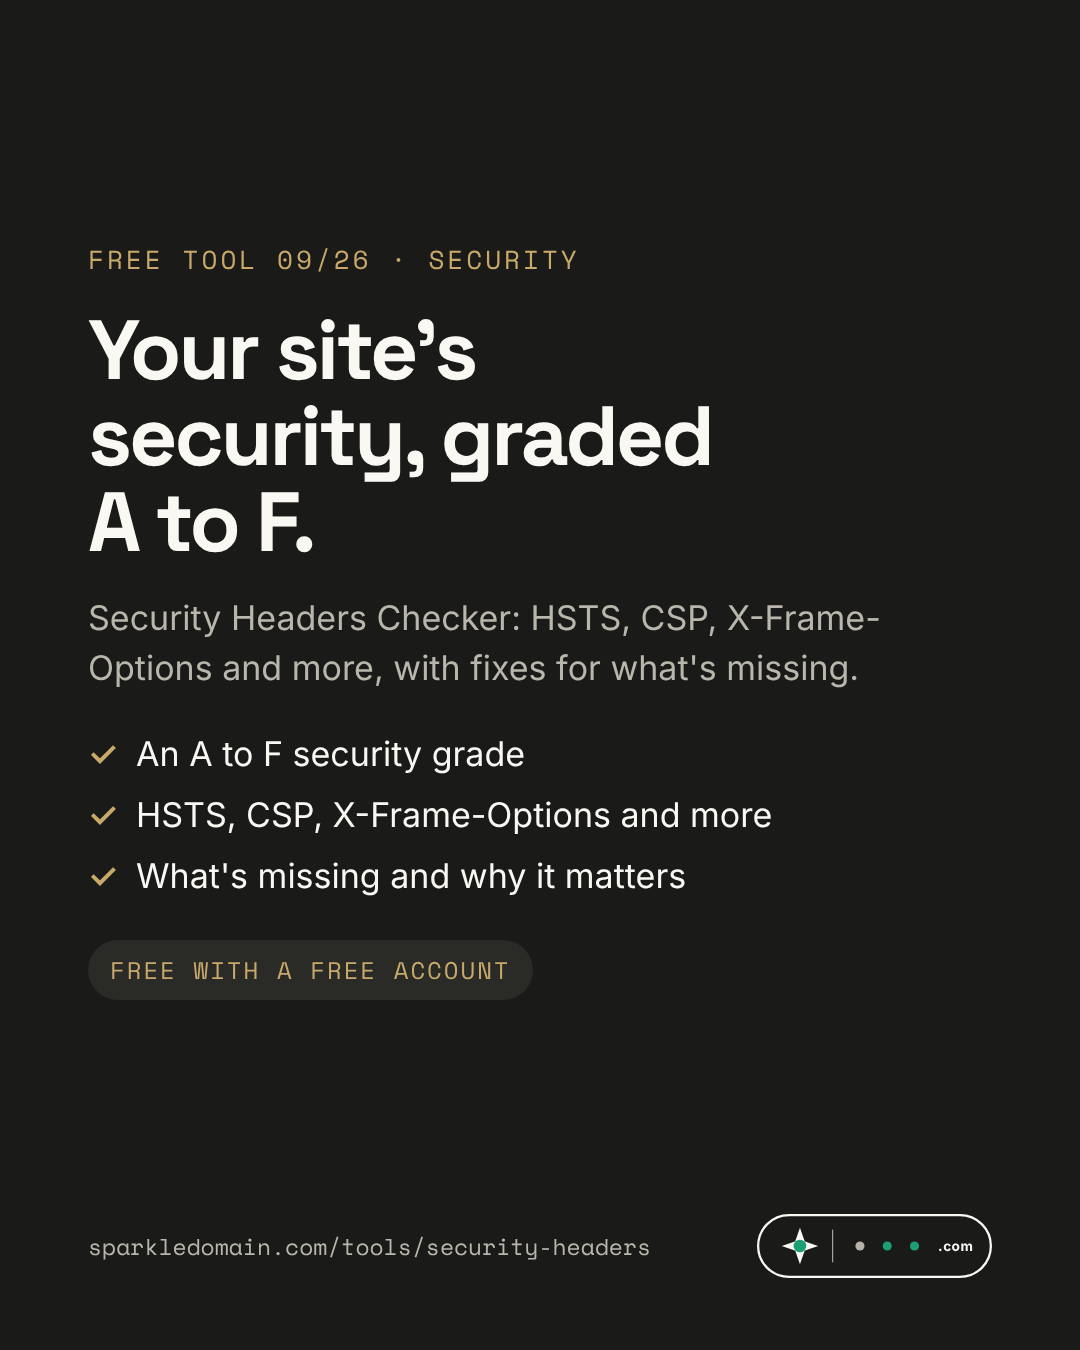 FREE TOOL 09/26 · SECURITY
Your site’s
security, graded
A to F.
Security Headers Checker: HSTS, CSP, X-Frame-
Options and more, with fixes for what's missing.
An A to F security grade
HSTS, CSP, X-Frame-Options and more
What's missing and why it matters
FREE WITH A FREE ACCOUNT
sparkledomain.com/tools/security-headers
.com